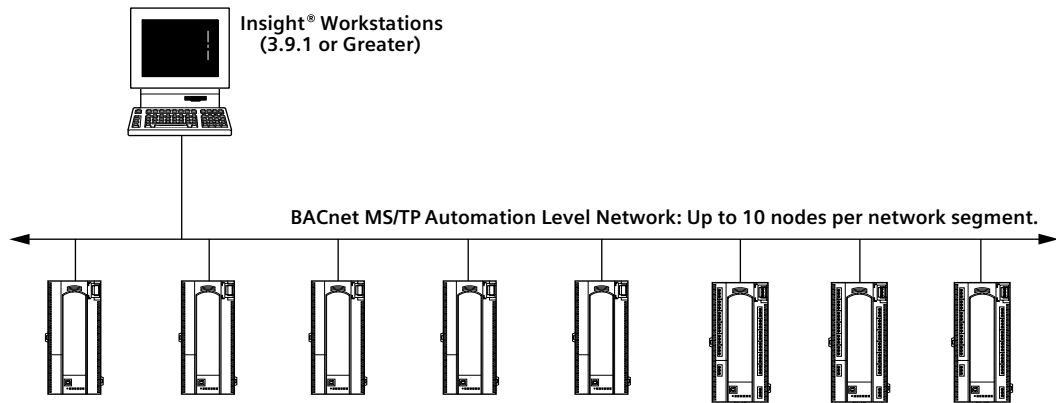 Insight® Workstations
(3.9.1 or Greater)
BACnet MS/TP Automation Level Network: Up to 10 nodes per network segment.